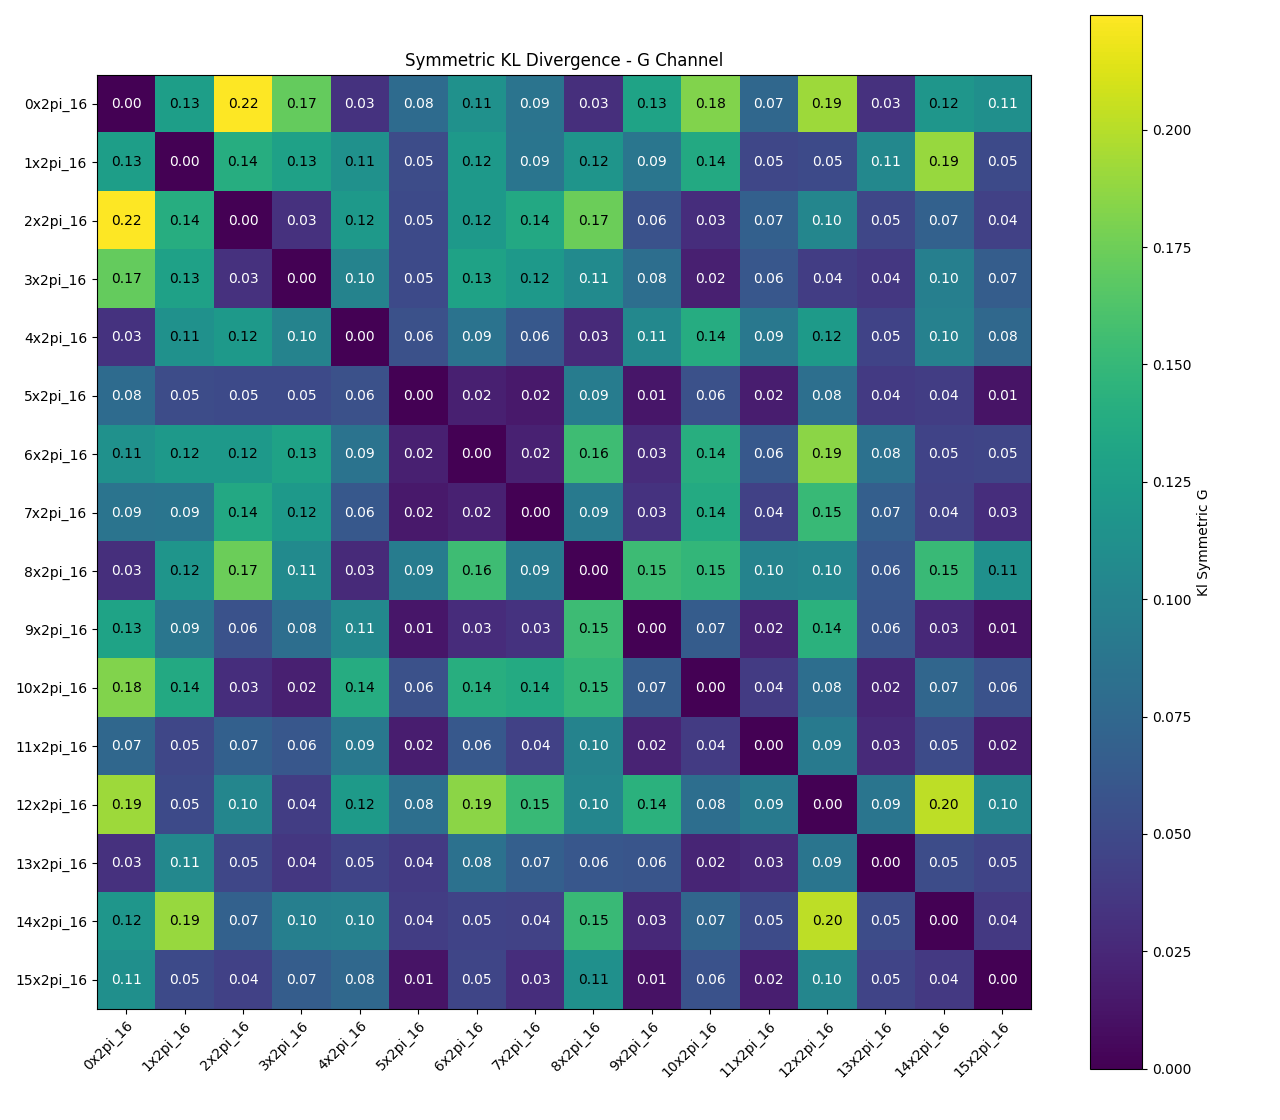 Symmetric KL Divergence - G Channel
0x2pi_16 0.00 0.13 0.22 0.17 0.03 0.08 0.11 0.09 0.03 0.13 0.18 0.07 0.19 0.03 0.12 0.11
1x2pi_16 0.13 0.00 0.14 0.13 0.11 0.05 0.12 0.09 0.12 0.09 0.14 0.05 0.05 0.11 0.19 0.05
2x2pi_16 0.22 0.14 0.00 0.03 0.12 0.05 0.12 0.14 0.17 0.06 0.03 0.07 0.10 0.05 0.07 0.04
3x2pi_16 0.17 0.13 0.03 0.00 0.10 0.05 0.13 0.12 0.11 0.08 0.02 0.06 0.04 0.04 0.10 0.07
4x2pi_16 0.03 0.11 0.12 0.10 0.00 0.06 0.09 0.06 0.03 0.11 0.14 0.09 0.12 0.05 0.10 0.08
5x2pi_16 0.08 0.05 0.05 0.05 0.06 0.00 0.02 0.02 0.09 0.01 0.06 0.02 0.08 0.04 0.04 0.01
6x2pi_16 0.11 0.12 0.12 0.13 0.09 0.02 0.00 0.02 0.16 0.03 0.14 0.06 0.19 0.08 0.05 0.05
7x2pi_16 0.09 0.09 0.14 0.12 0.06 0.02 0.02 0.00 0.09 0.03 0.14 0.04 0.15 0.07 0.04 0.03
8x2pi_16 0.03 0.12 0.17 0.11 0.03 0.09 0.16 0.09 0.00 0.15 0.15 0.10 0.10 0.06 0.15 0.11
9x2pi_16 0.13 0.09 0.06 0.08 0.11 0.01 0.03 0.03 0.15 0.00 0.07 0.02 0.14 0.06 0.03 0.01
10x2pi_16 0.18 0.14 0.03 0.02 0.14 0.06 0.14 0.14 0.15 0.07 0.00 0.04 0.08 0.02 0.07 0.06
11x2pi_16 0.07 0.05 0.07 0.06 0.09 0.02 0.06 0.04 0.10 0.02 0.04 0.00 0.09 0.03 0.05 0.02
12x2pi_16 0.19 0.05 0.10 0.04 0.12 0.08 0.19 0.15 0.10 0.14 0.08 0.09 0.00 0.09 0.20 0.10
13x2pi_16 0.03 0.11 0.05 0.04 0.05 0.04 0.08 0.07 0.06 0.06 0.02 0.03 0.09 0.00 0.05 0.05
14x2pi_16 0.12 0.19 0.07 0.10 0.10 0.04 0.05 0.04 0.15 0.03 0.07 0.05 0.20 0.05 0.00 0.04
15x2pi_16 0.11 0.05 0.04 0.07 0.08 0.01 0.05 0.03 0.11 0.01 0.06 0.02 0.10 0.05 0.04 0.00
0x2pi_16 1x2pi_16 2x2pi_16 3x2pi_16 4x2pi_16 5x2pi_16 6x2pi_16 7x2pi_16 8x2pi_16 9x2pi_16 10x2pi_16 11x2pi_16 12x2pi_16 13x2pi_16 14x2pi_16 15x2pi_16
0.200
0.175
0.150
0.125
0.100
0.075
0.050
0.025
0.000
Kl Symmetric G